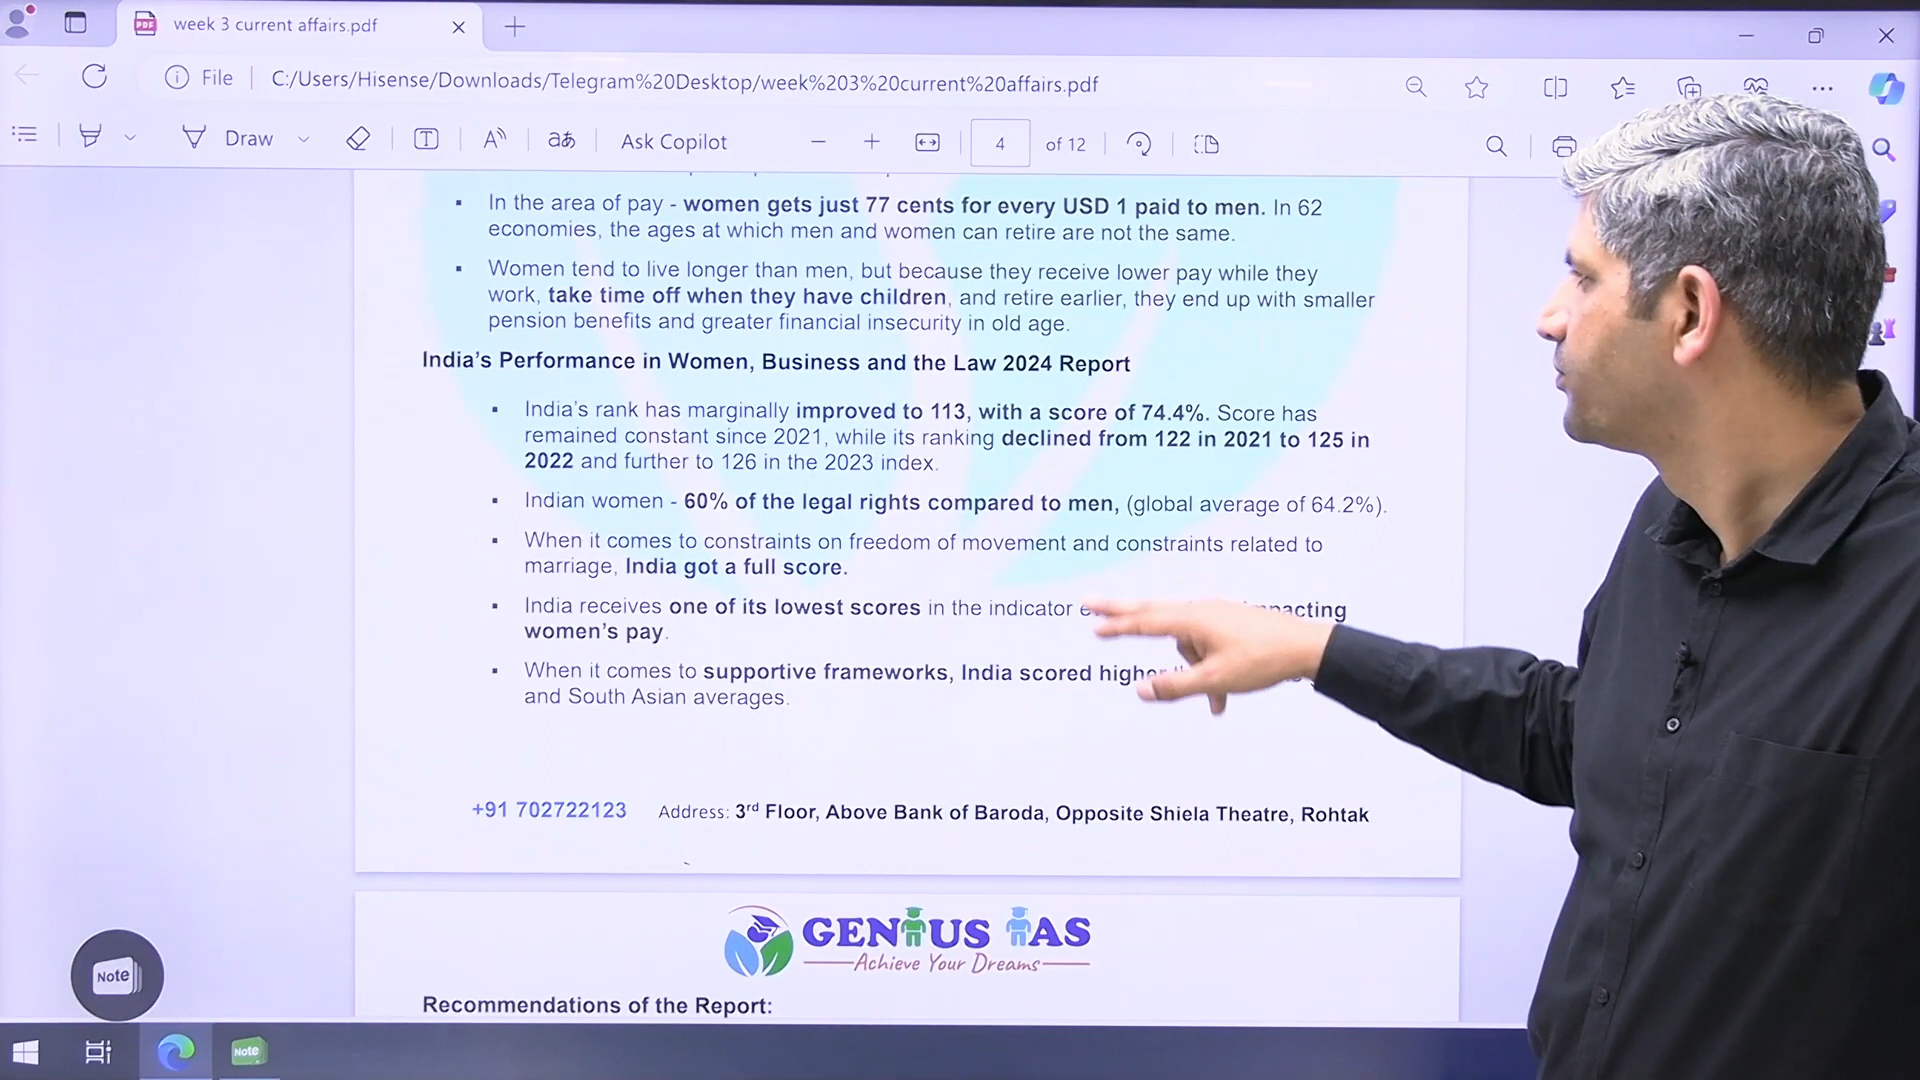 week 3 current affairs.pdf
File
C:/Users/Hisense/Downloads/Telegram%20Desktop/week%203%20current%20affairs.pdf
Draw
Ask Copilot
4 of 12
▪ In the area of pay - women gets just 77 cents for every USD 1 paid to men. In 62
economies, the ages at which men and women can retire are not the same.
▪ Women tend to live longer than men, but because they receive lower pay while they
work, take time off when they have children, and retire earlier, they end up with smaller
pension benefits and greater financial insecurity in old age.
India's Performance in Women, Business and the Law 2024 Report
▪ India's rank has marginally improved to 113, with a score of 74.4%. Score has
remained constant since 2021, while its ranking declined from 122 in 2021 to 125 in
2022 and further to 126 in the 2023 index.
▪ Indian women - 60% of the legal rights compared to men, (global average of 64.2%).
▪ When it comes to constraints on freedom of movement and constraints related to
marriage, India got a full score.
▪ India receives one of its lowest scores in the indicator impacting
women's pay.
▪ When it comes to supportive frameworks, India scored higher
and South Asian averages.
+91 702722123 Address: 3rd Floor, Above Bank of Baroda, Opposite Shiela Theatre, Rohtak
GENIUS IAS
Achieve Your Dreams
Recommendations of the Report:
Note
Note